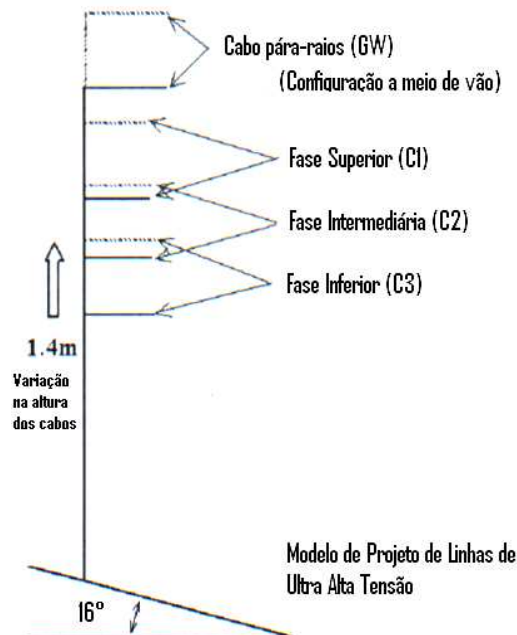 Cabo pára-raios (GW)
(Configuração a meio de vão)
Fase Superior (C1)
Fase Intermediária (C2)
Fase Inferior (C3)
1.4m
Variação
na altura
dos cabos
Modelo de Projeto de Linhas de
Ultra Alta Tensão
16°